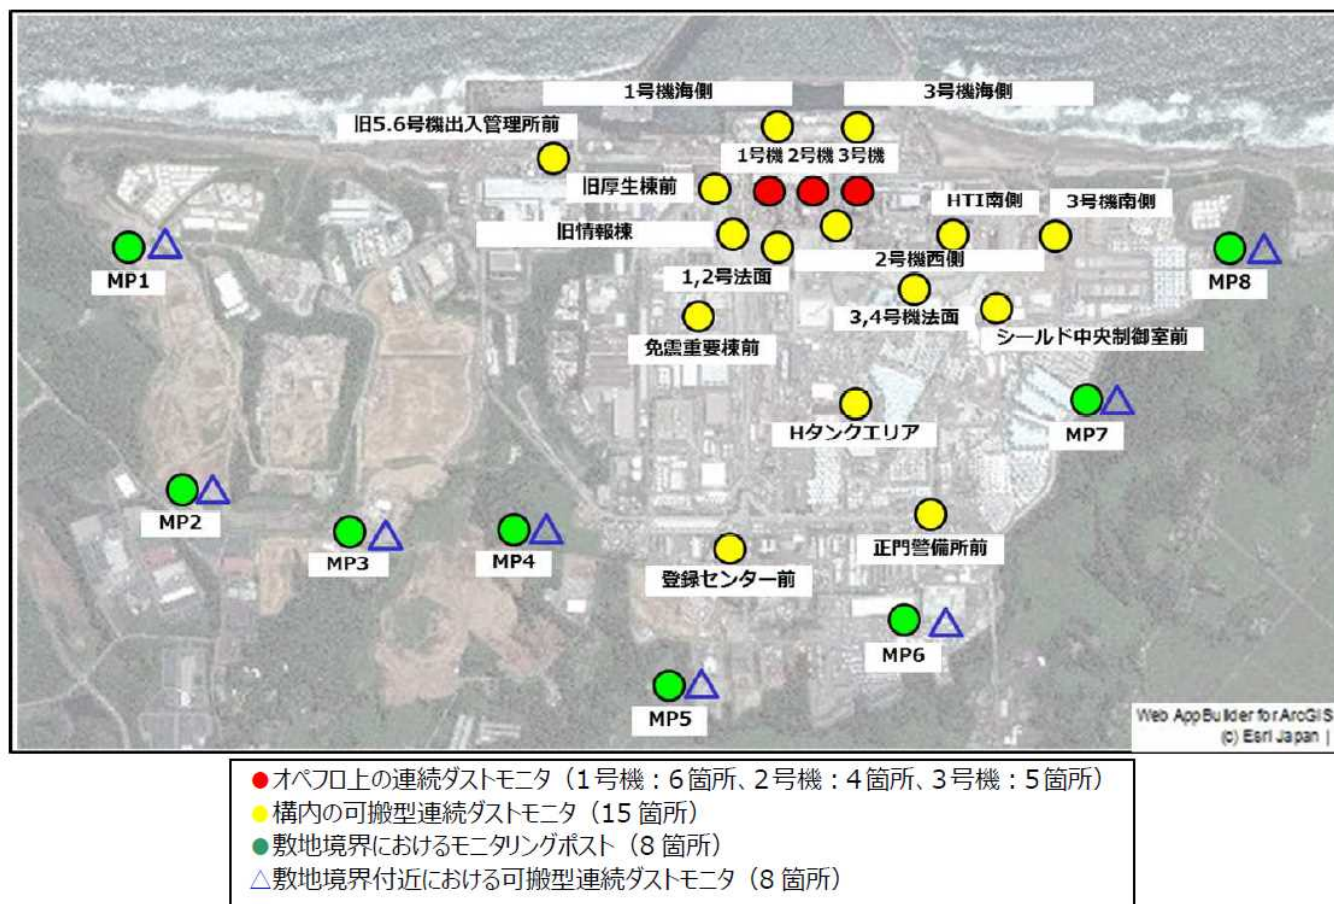 1号機海側
3号機海側
旧5.6号機出入管理所前
1号機 2号機 3号機
旧厚生棟前
HTI南側
3号機南側
旧情報棟
2号機西側
1,2号法面
MP1
MP8
3,4号機法面
シールド中央制御室前
免震重要棟前
Hタンクエリア
MP7
MP2
MP3
MP4
正門警備所前
登録センター前
MP6
MP5
Web AppBuilder for ArcGIS
(c) Esri Japan |
●オペフロ上の連続ダストモニタ（1号機：6箇所、2号機：4箇所、3号機：5箇所）
●構内の可搬型連続ダストモニタ（15箇所）
●敷地境界におけるモニタリングポスト（8箇所）
△敷地境界付近における可搬型連続ダストモニタ（8箇所）